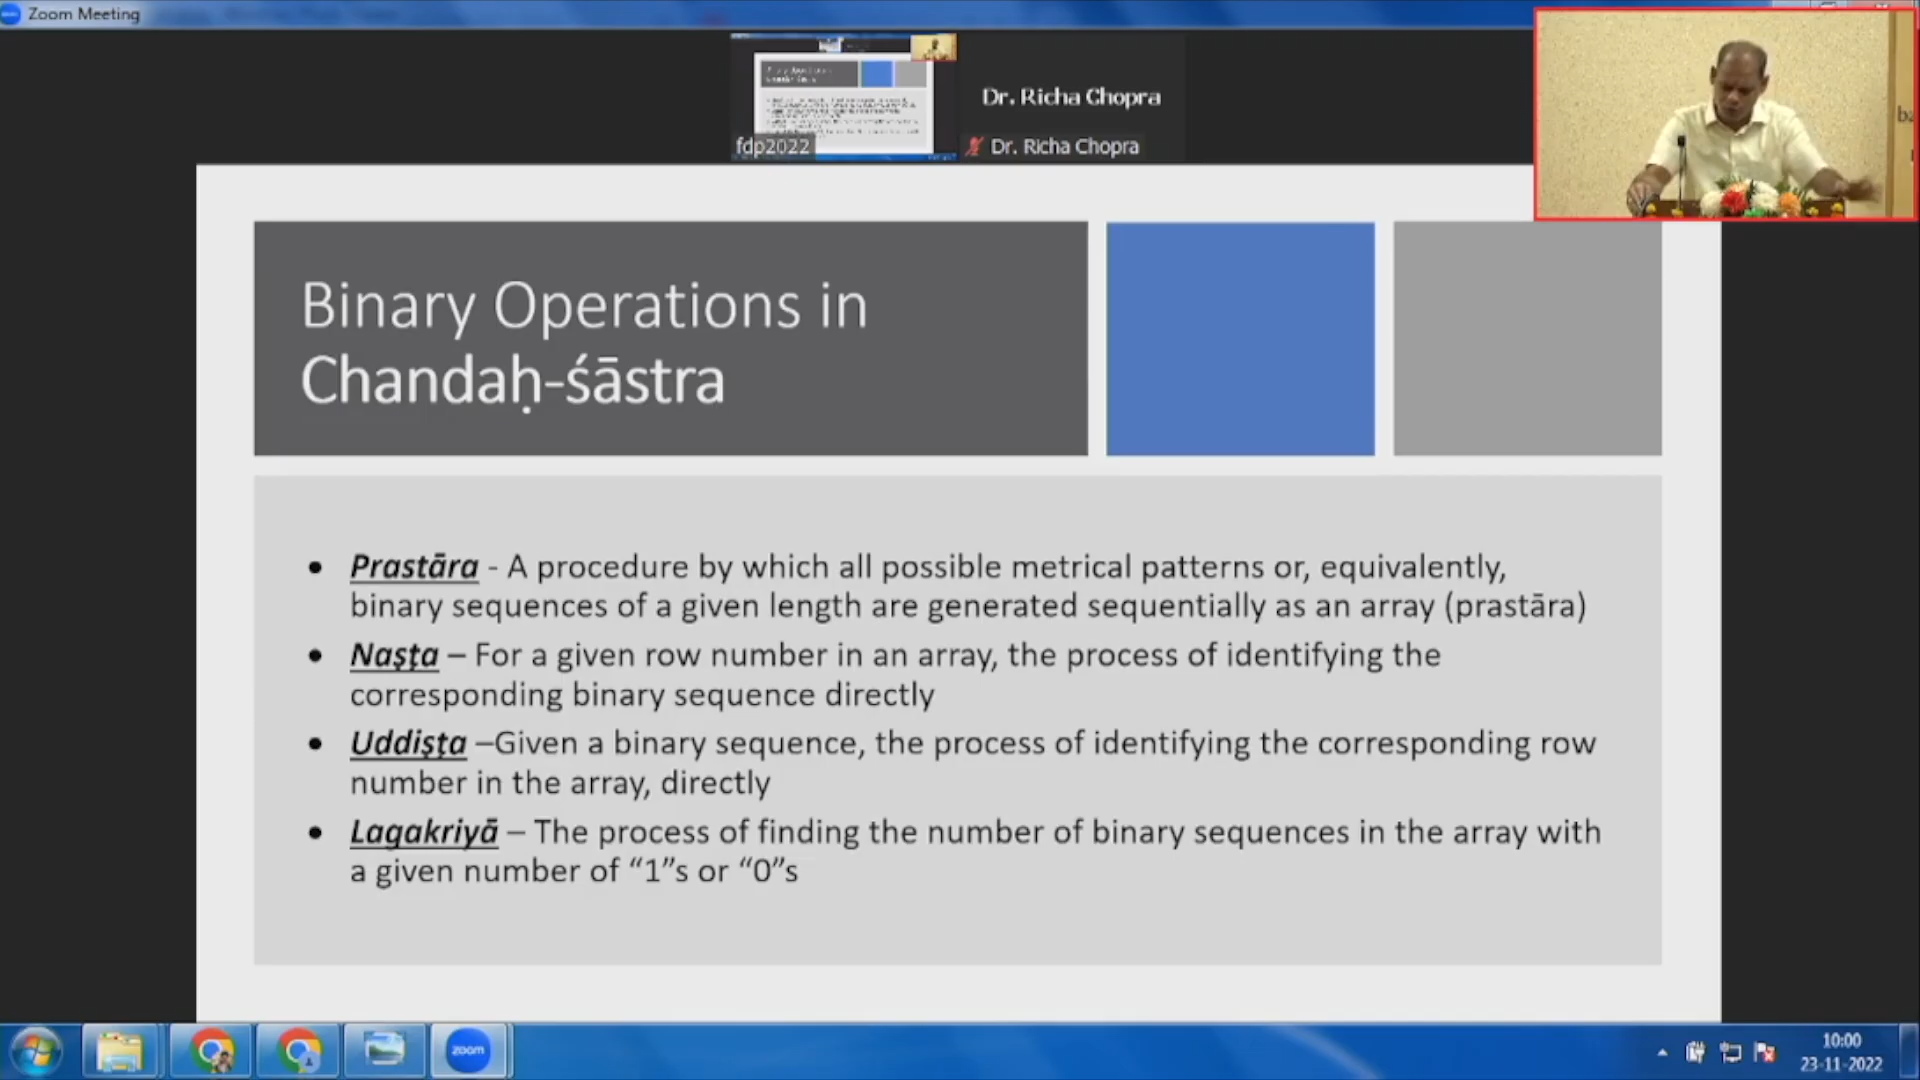 Zoom Meeting
fdp2022
Dr. Richa Chopra
Dr. Richa Chopra
Binary Operations in
Chandaḥ-śāstra
• Prastāra - A procedure by which all possible metrical patterns or, equivalently,
binary sequences of a given length are generated sequentially as an array (prastāra)
• Naṣṭa – For a given row number in an array, the process of identifying the
corresponding binary sequence directly
• Uddiṣṭa –Given a binary sequence, the process of identifying the corresponding row
number in the array, directly
• Lagakriyā – The process of finding the number of binary sequences in the array with
a given number of “1”s or “0”s
zoom
10:00
23-11-2022